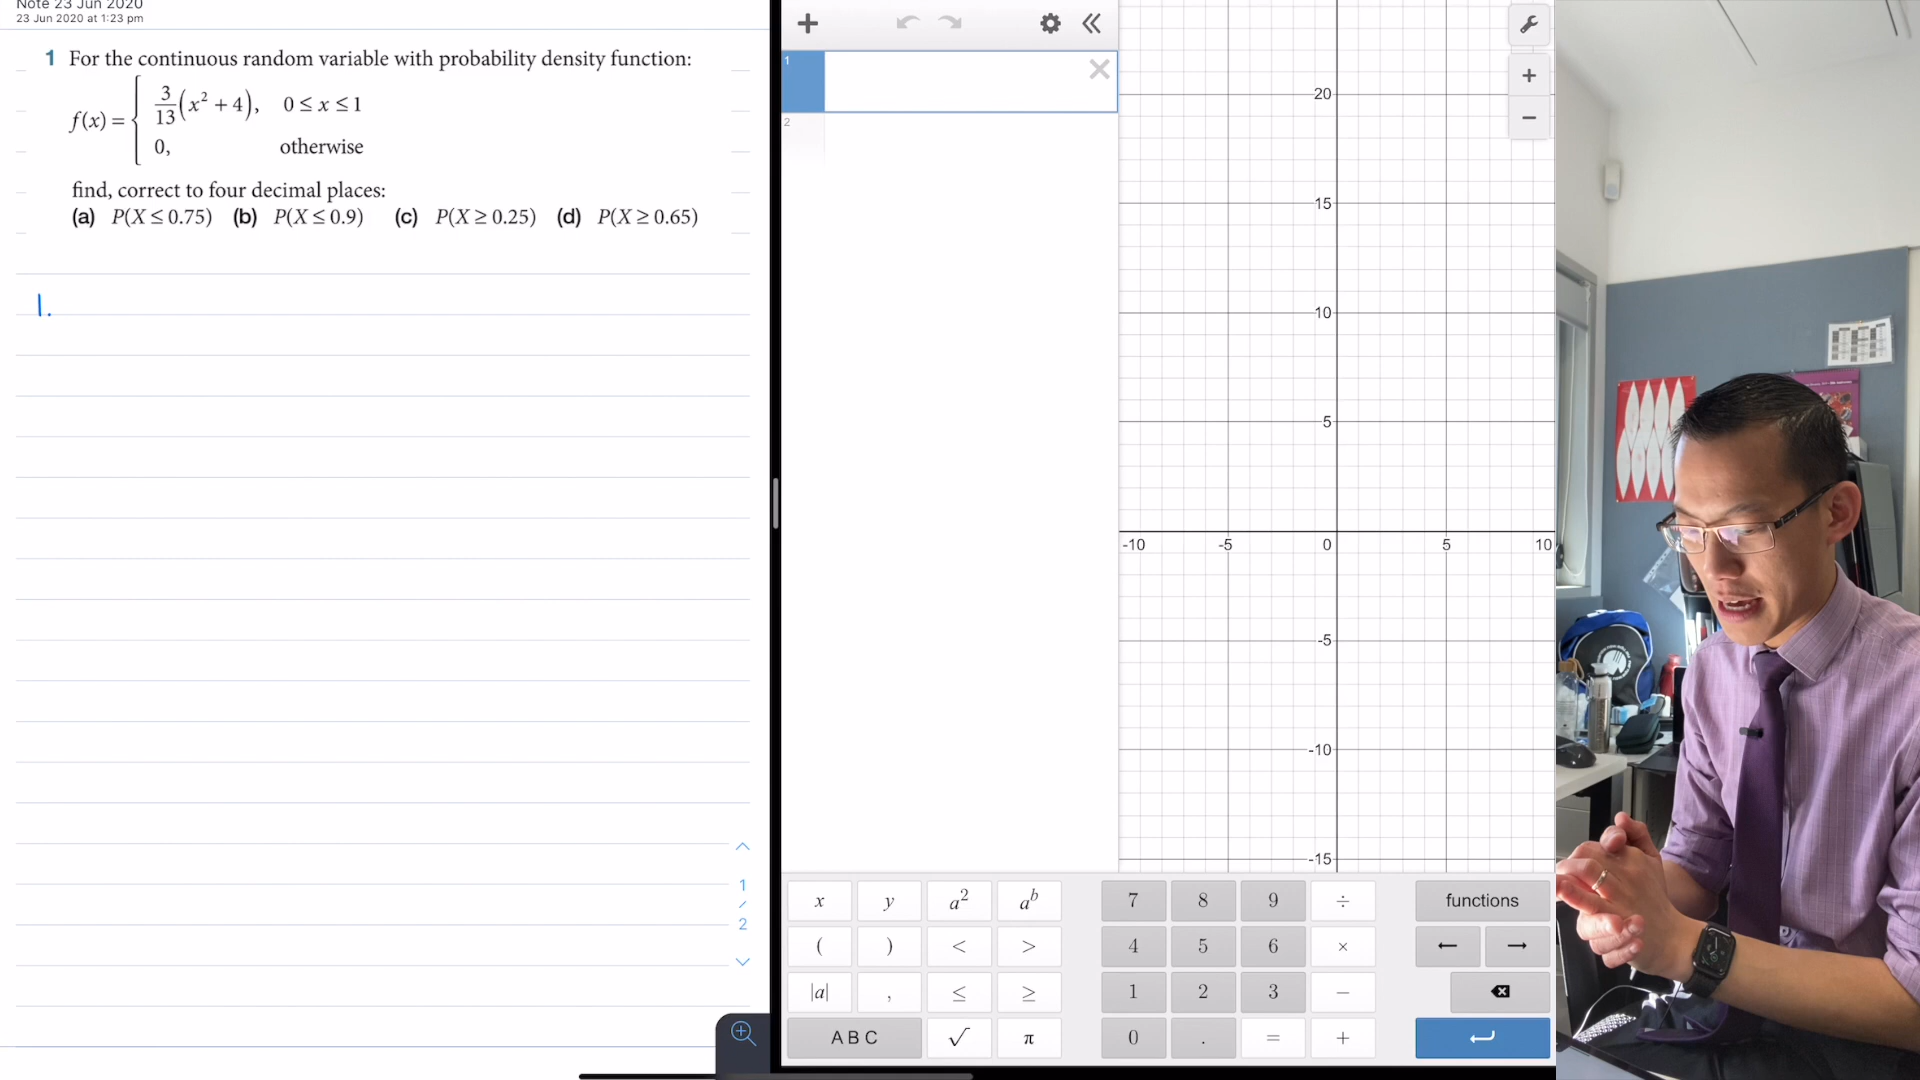 Note 23 Jun 2020
23 Jun 2020 at 1:23 pm
1 For the continuous random variable with probability density function:
f(x) = { 3/13 (x² + 4), 0 ≤ x ≤ 1
0, otherwise
find, correct to four decimal places:
(a) P(X ≤ 0.75) (b) P(X ≤ 0.9) (c) P(X ≥ 0.25) (d) P(X ≥ 0.65)
1.
1
/
2
1
2
20
15
10
5
-10 -5 0 5 10
-5
-10
-15
x y a² aᵇ 7 8 9 ÷ functions
( ) < > 4 5 6 × ← →
|a| , ≤ ≥ 1 2 3 −
A B C √ π 0 . = +